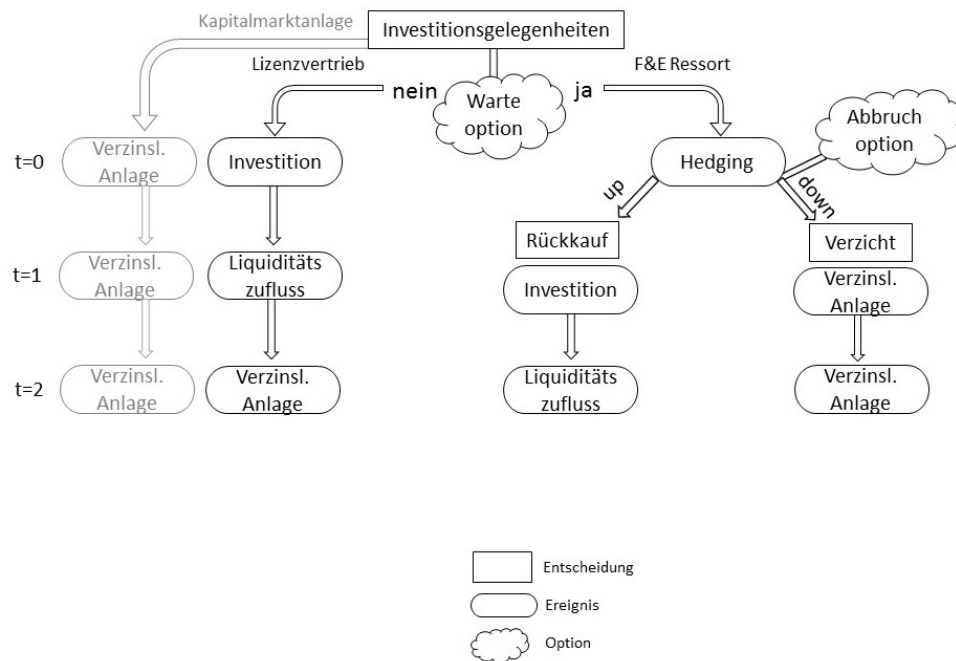 Kapitalmarktanlage
Investitionsgelegenheiten
Lizenzvertrieb
F&E Ressort
nein
Warte
option
ja
Abbruch
option
t=0
Verzinsl.
Anlage
Investition
Hedging
up
down
Rückkauf
Verzicht
t=1
Verzinsl.
Anlage
Liquiditäts
zufluss
Investition
Verzinsl.
Anlage
t=2
Verzinsl.
Anlage
Verzinsl.
Anlage
Liquiditäts
zufluss
Verzinsl.
Anlage
Entscheidung
Ereignis
Option